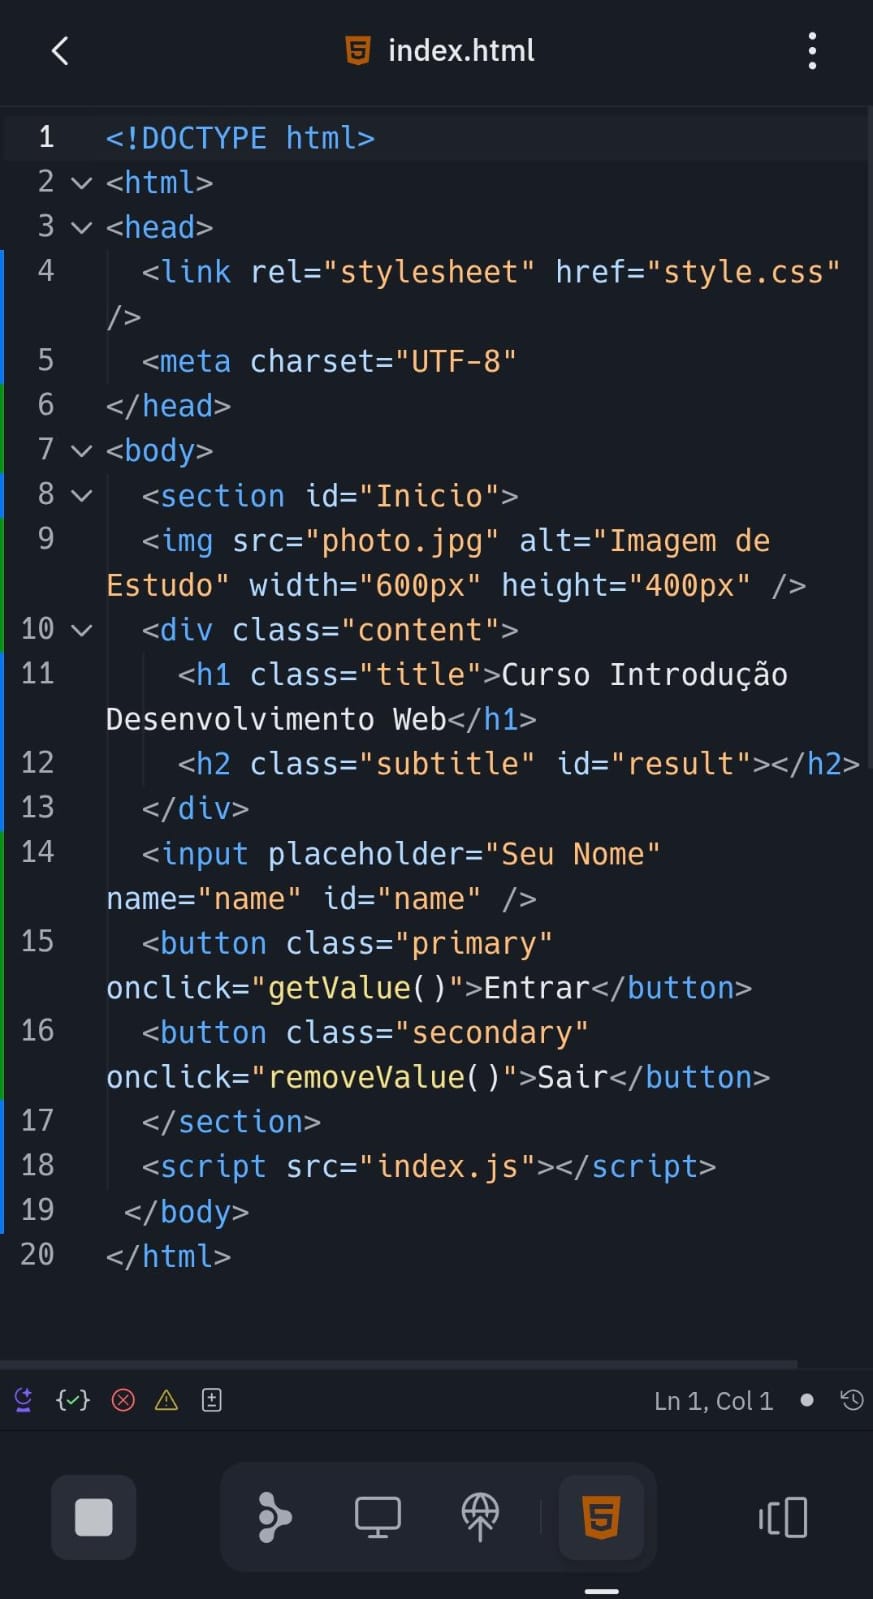 index.html
1 <!DOCTYPE html>
2 <html>
3 <head>
4 <link rel="stylesheet" href="style.css"
/>
5 <meta charset="UTF-8"
6 </head>
7 <body>
8 <section id="Inicio">
9 <img src="photo.jpg" alt="Imagem de
Estudo" width="600px" height="400px" />
10 <div class="content">
11 <h1 class="title">Curso Introdução
Desenvolvimento Web</h1>
12 <h2 class="subtitle" id="result"></h2>
13 </div>
14 <input placeholder="Seu Nome"
name="name" id="name" />
15 <button class="primary"
onclick="getValue()">Entrar</button>
16 <button class="secondary"
onclick="removeValue()">Sair</button>
17 </section>
18 <script src="index.js"></script>
19 </body>
20 </html>
Ln 1, Col 1